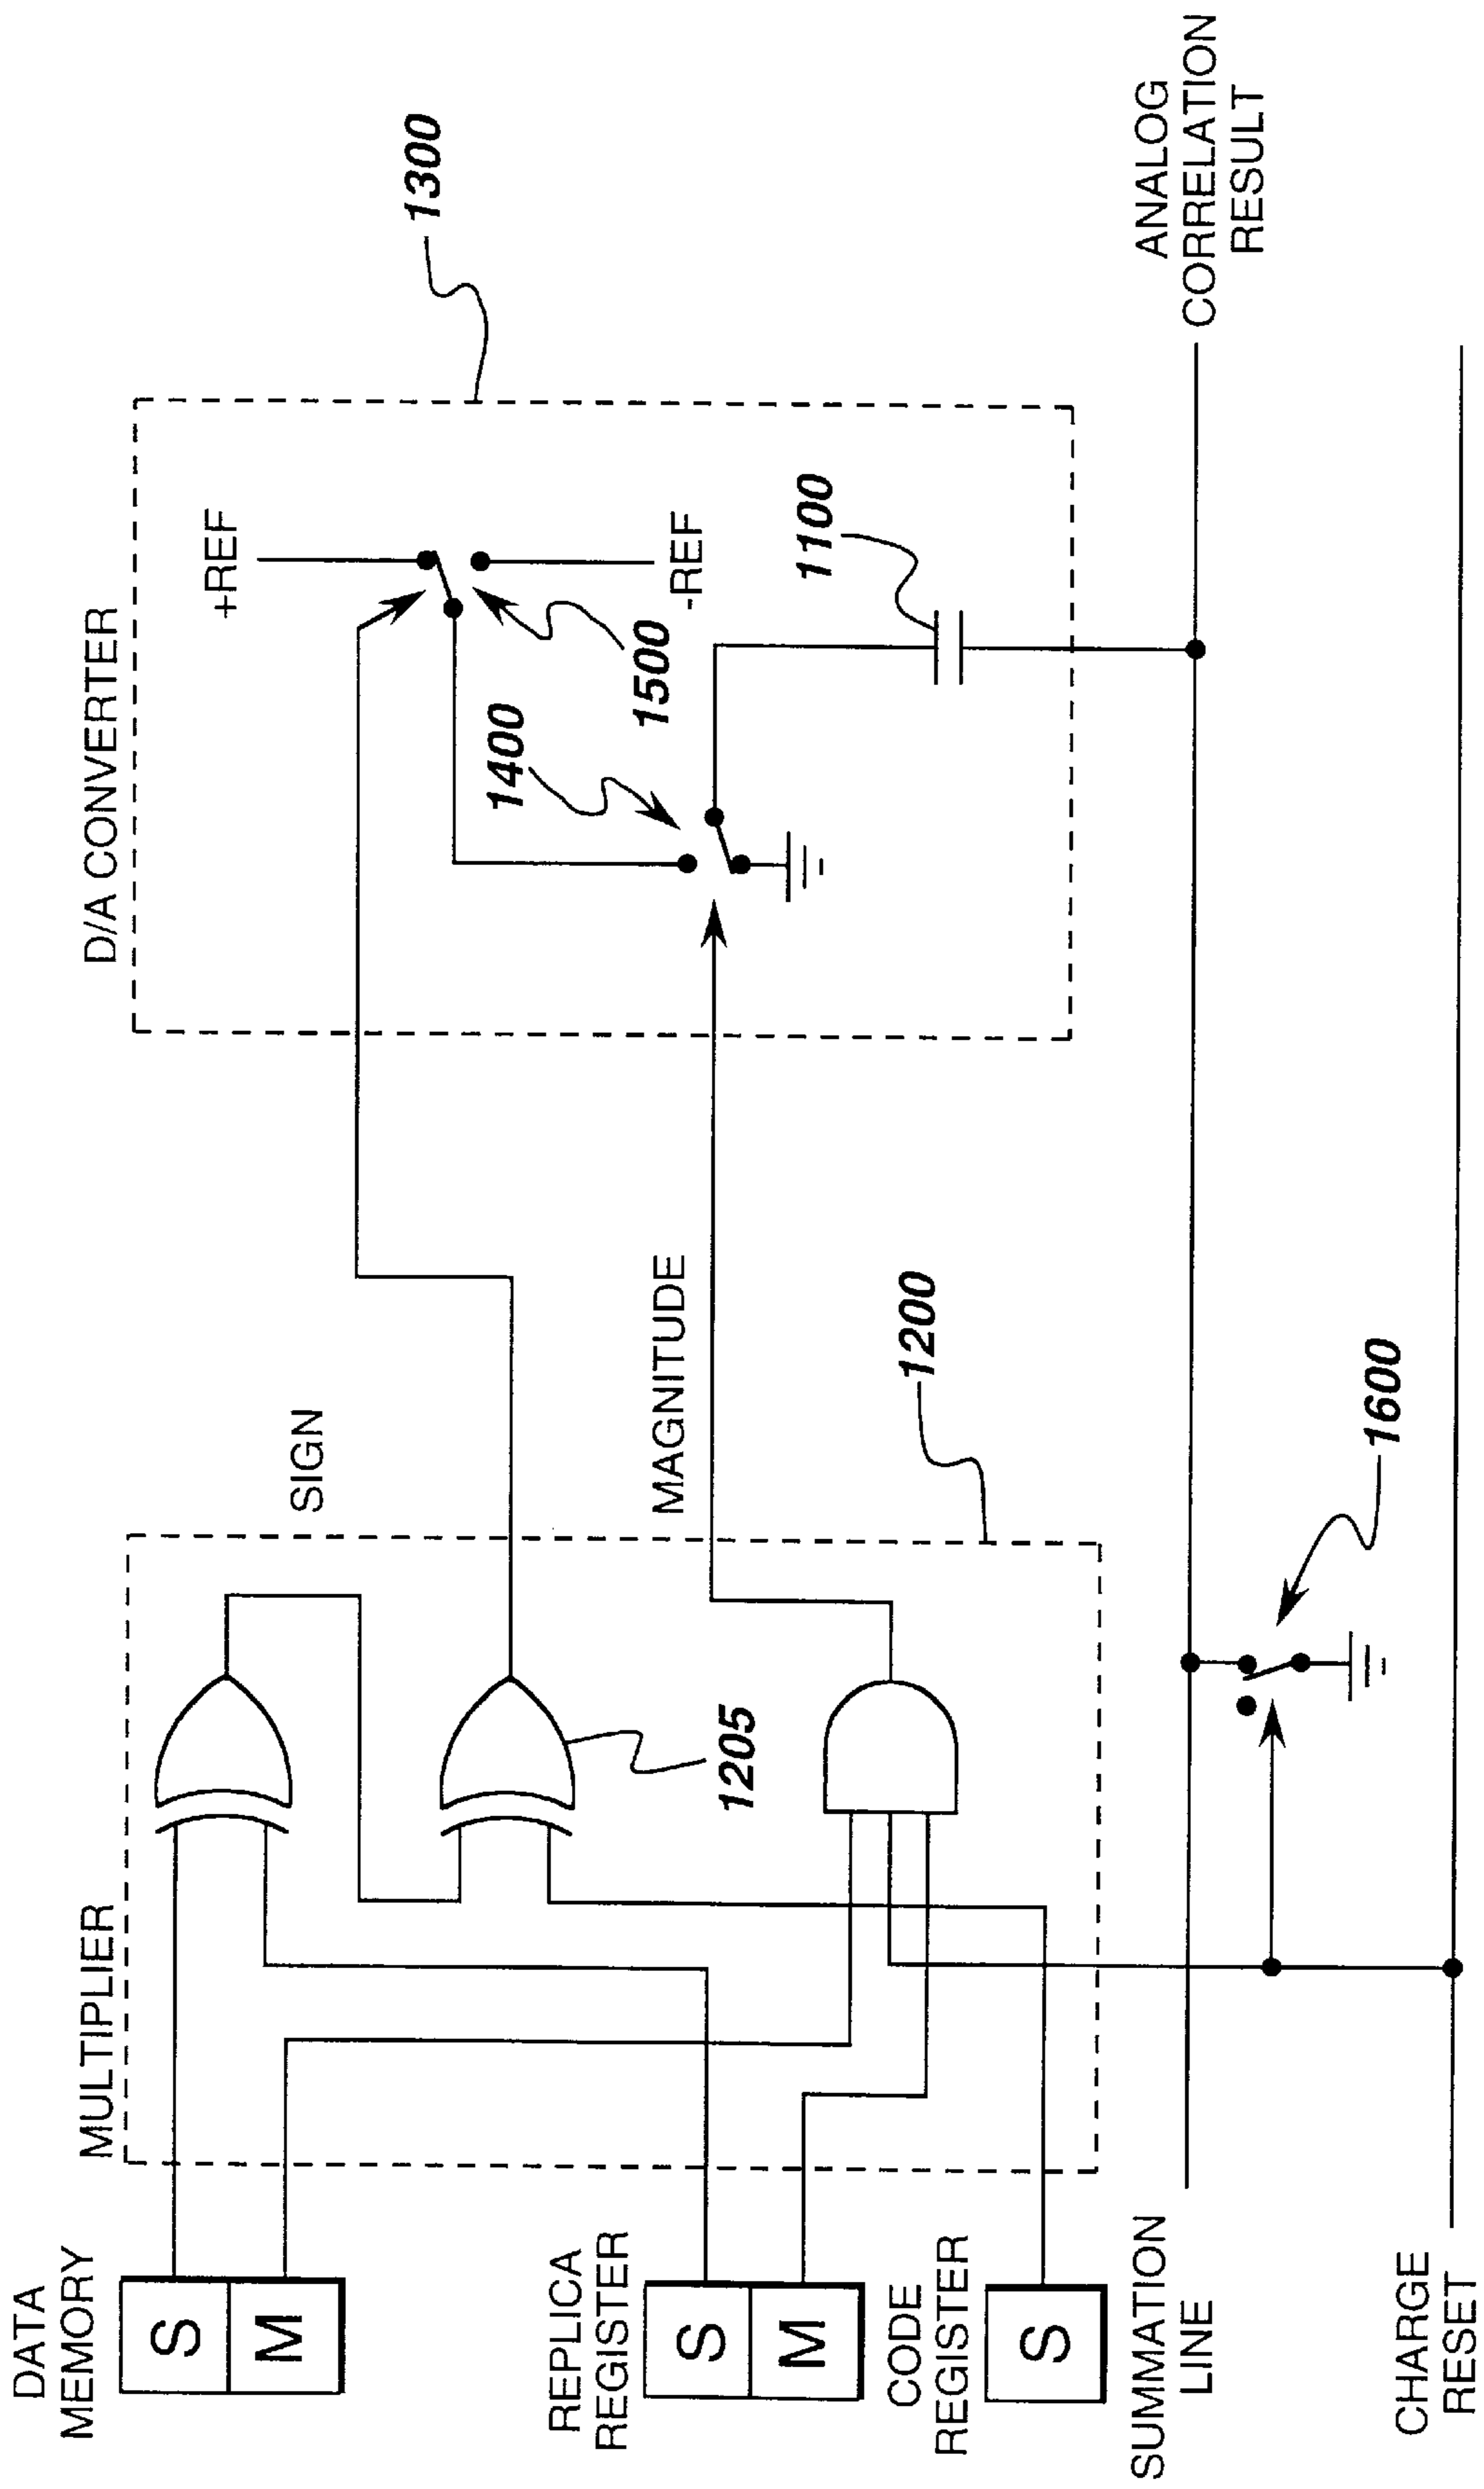 DATA
MEMORY
S
M
REPLICA
REGISTER
S
M
CODE
REGISTER
S
SUMMATION
LINE
CHARGE
RESET
MULTIPLIER
1205
SIGN
MAGNITUDE
1200
1600
D/A CONVERTER
+REF
-REF
1500
1400
1100
1300
ANALOG
CORRELATION
RESULT